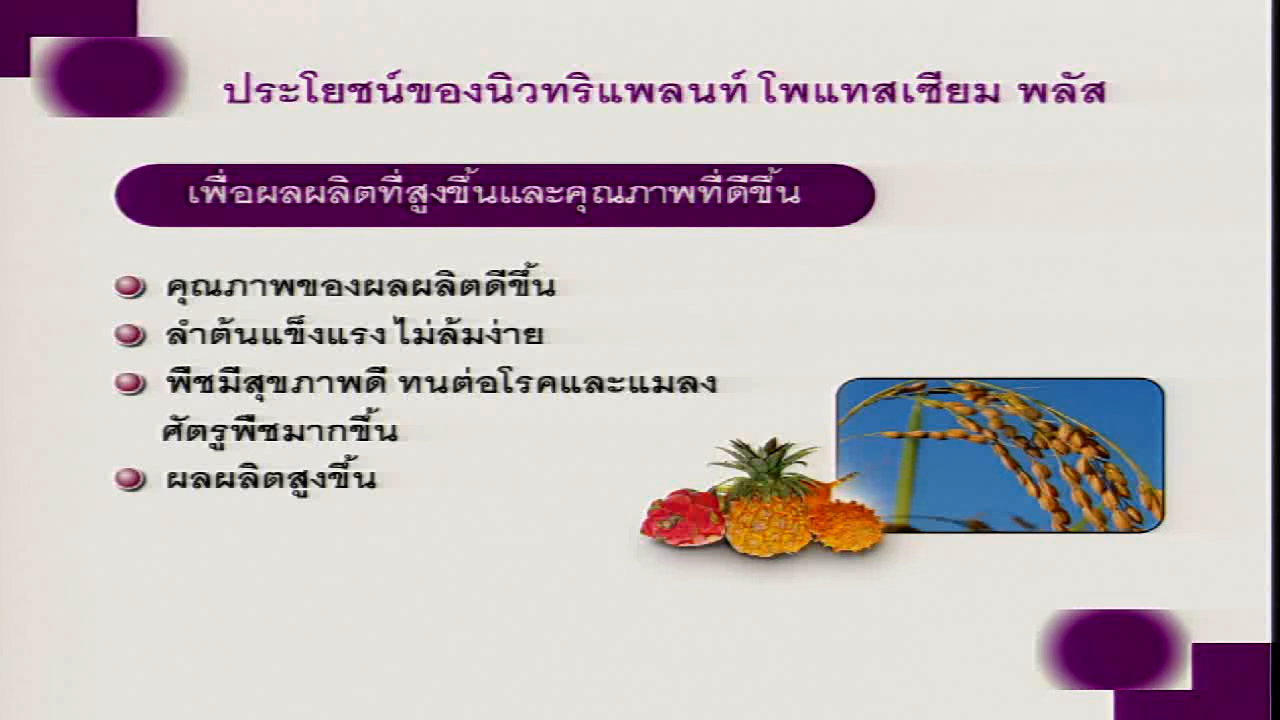 ประโยชน์ของนิวทริแพลนท์ โพแทสเซียม พลัส
เพื่อผลผลิตที่สูงขึ้นและคุณภาพที่ดีขึ้น
คุณภาพของผลผลิตดีขึ้น
ลำต้นแข็งแรง ไม่ล้มง่าย
พืชมีสุขภาพดี ทนต่อโรคและแมลง
ศัตรูพืชมากขึ้น
ผลผลิตสูงขึ้น